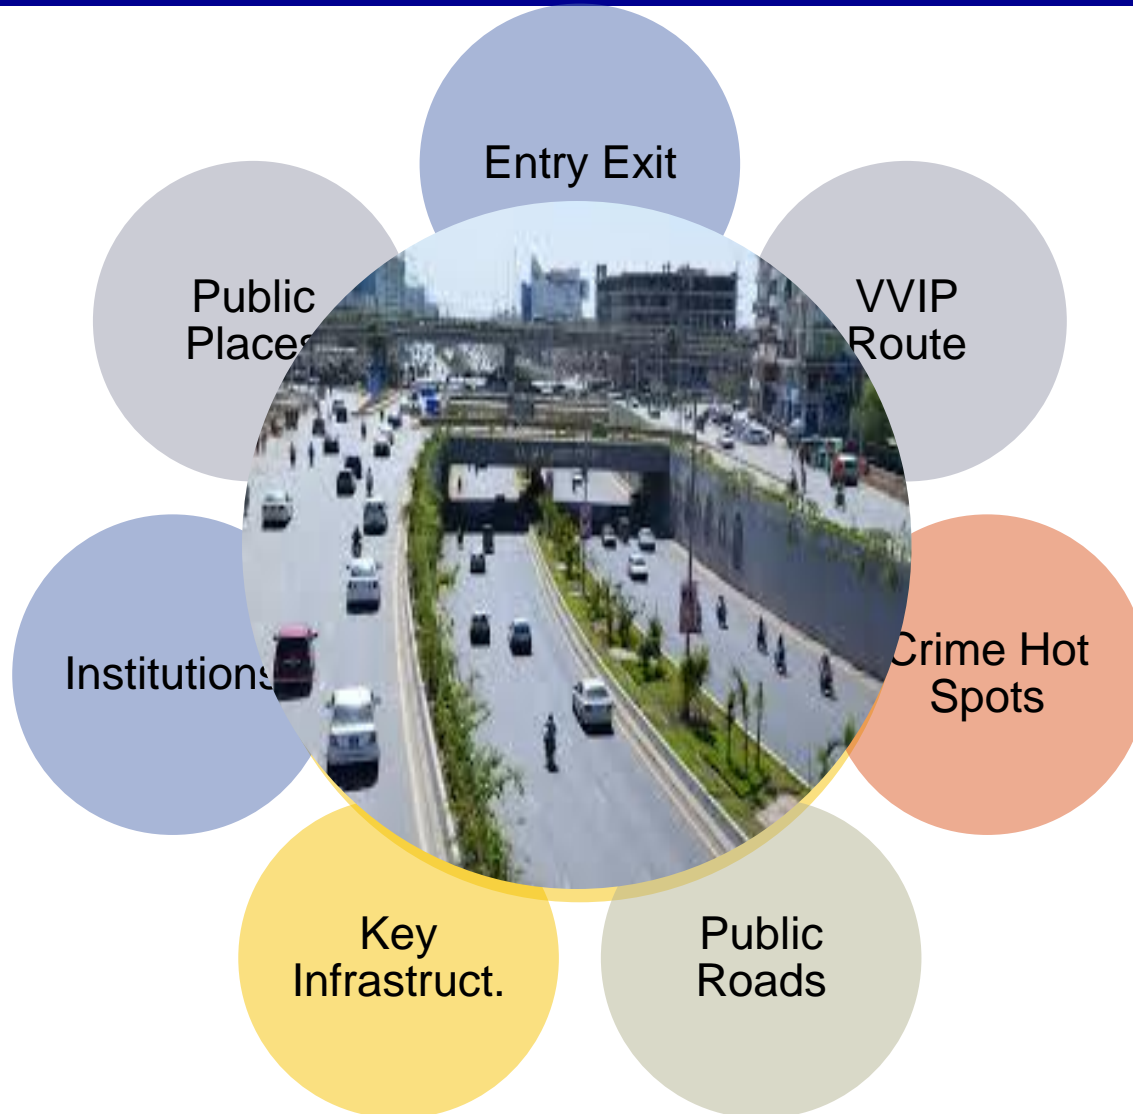 Entry Exit
VVIP
Route
Crime Hot
Spots
Public
Roads
Key
Infrastruct.
Institutions
Public
Places